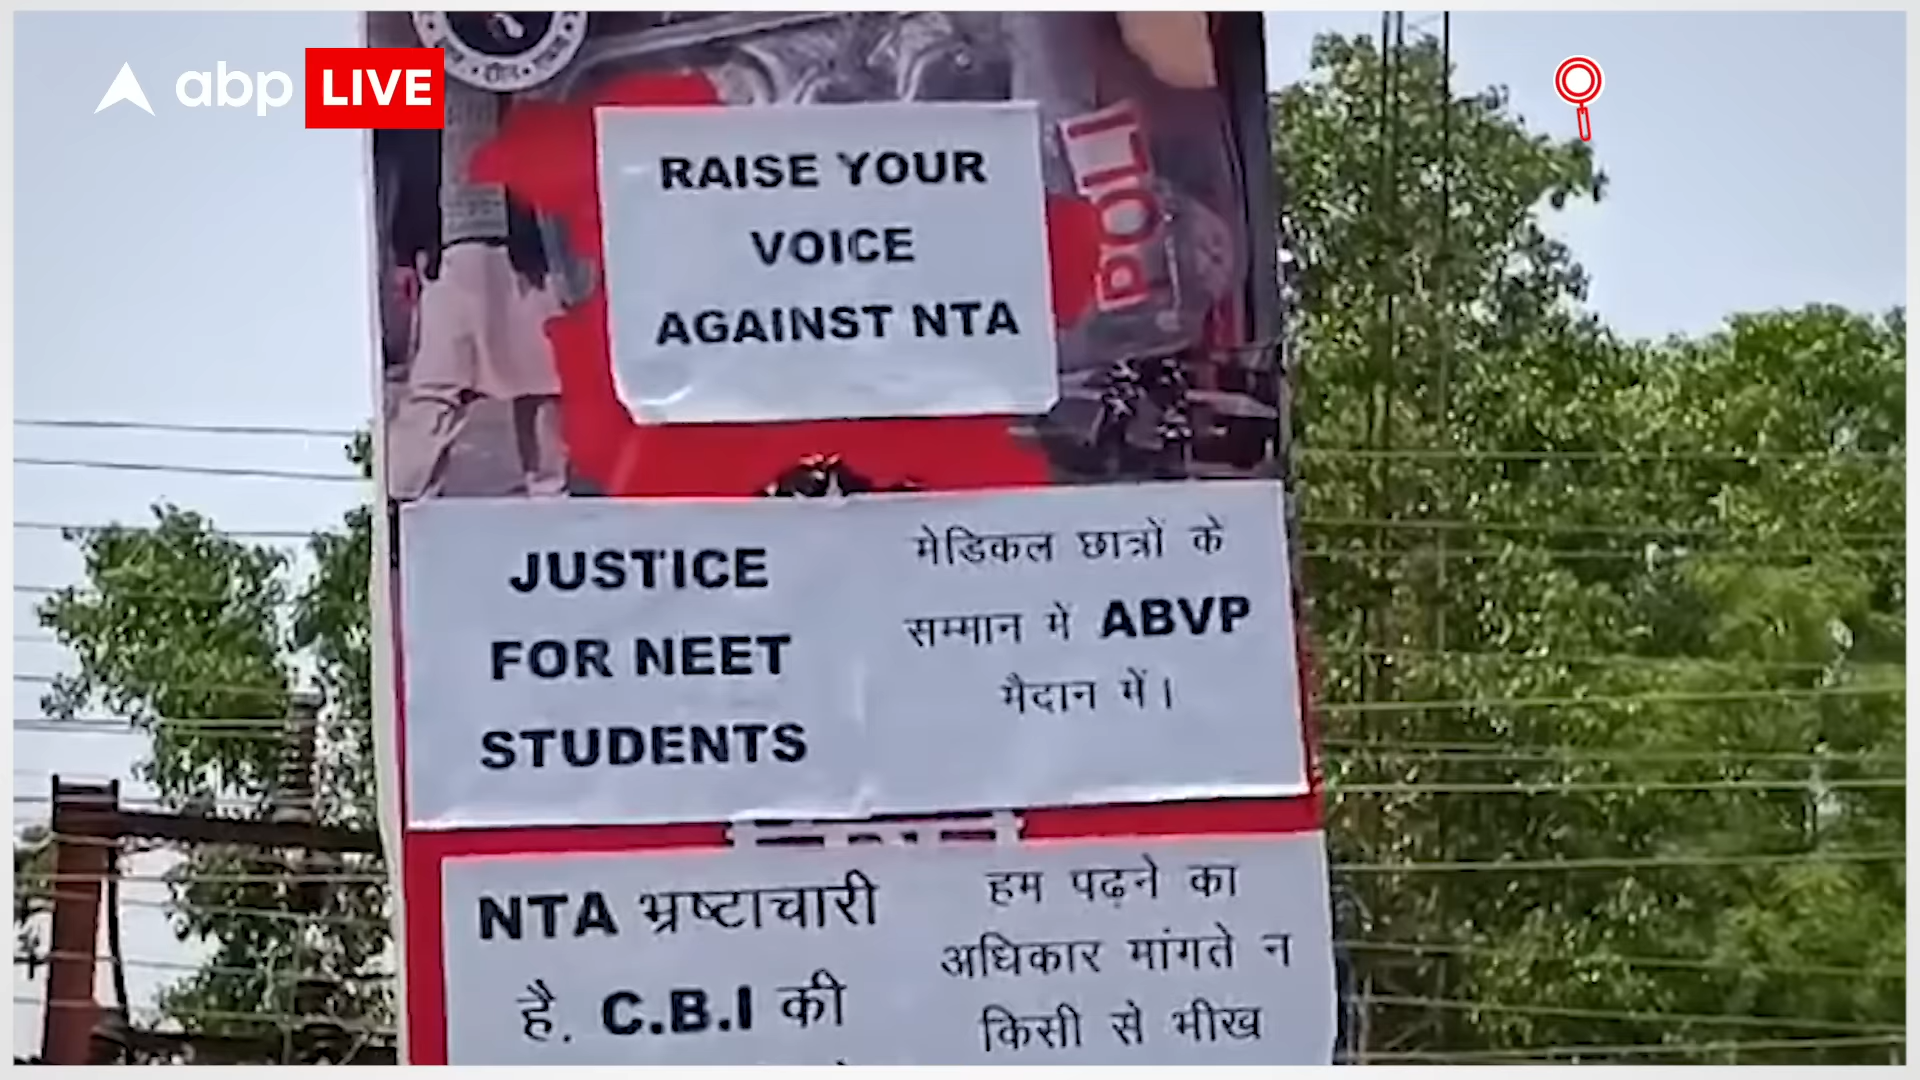 abp LIVE
शील
POLI
RAISE YOUR
VOICE
AGAINST NTA
JUSTICE
FOR NEET
STUDENTS
मेडिकल छात्रों के
सम्मान में ABVP
मैदान में।
NTA भ्रष्टाचारी
है. C.B.I की
हम पढ़ने का
अधिकार मांगते न
किसी से भीख